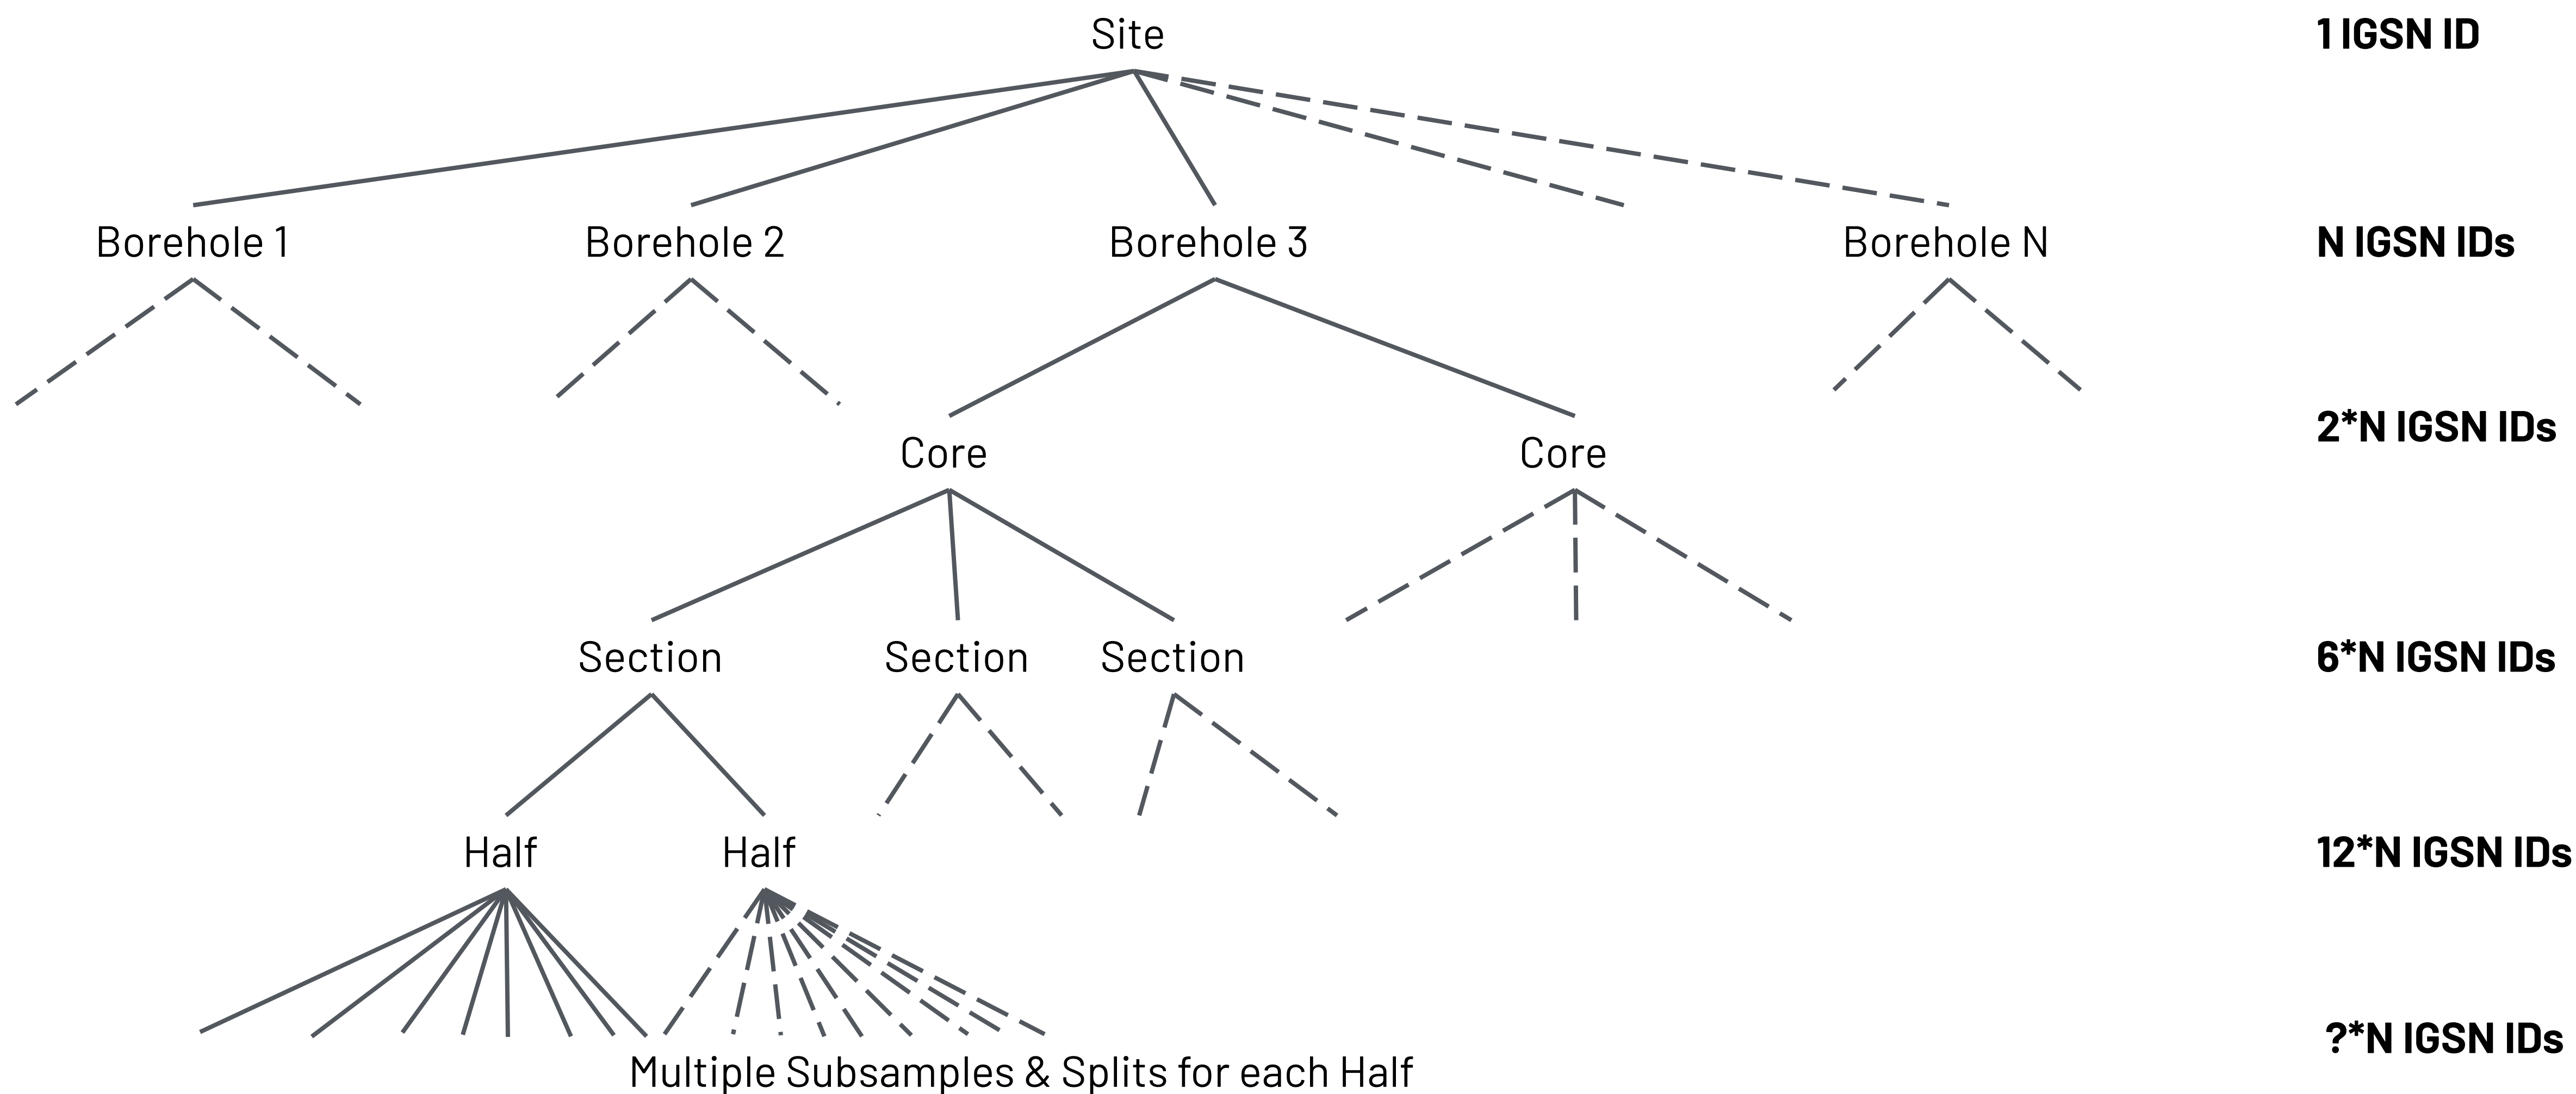 Site
1 IGSN ID
Borehole 1
Borehole 2
Borehole 3
Borehole N
N IGSN IDs
2*N IGSN IDs
Core
Core
Section
Section
Section
6*N IGSN IDs
Half
Half
12*N IGSN IDs
?*N IGSN IDs
Multiple Subsamples & Splits for each Half